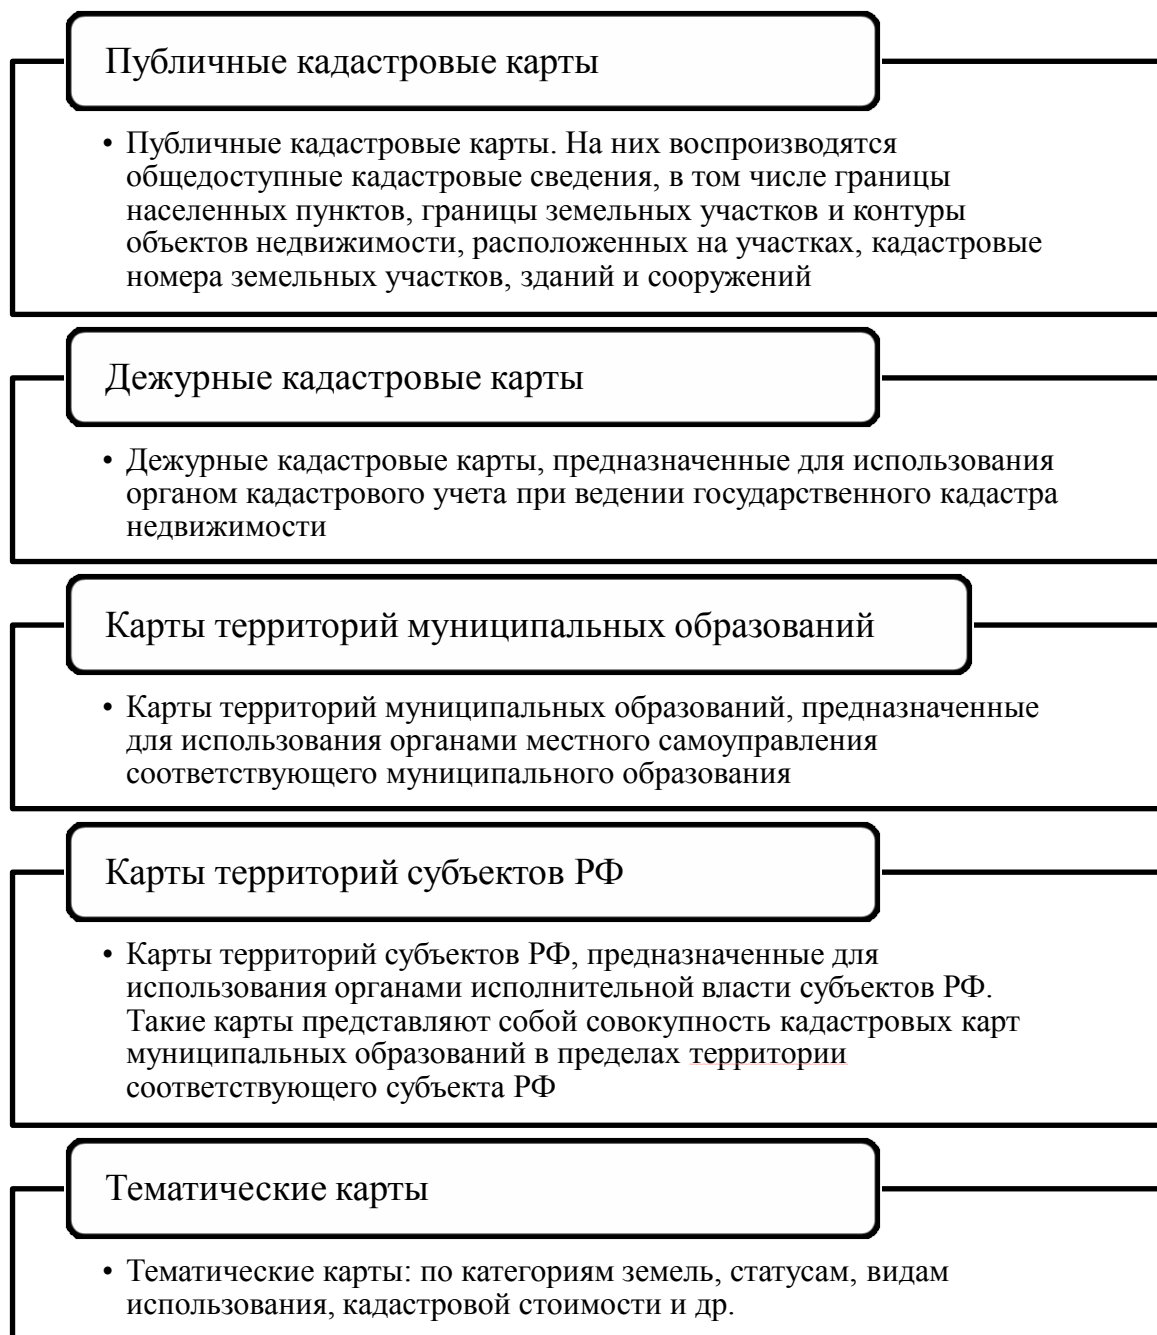 Публичные кадастровые карты
• Публичные кадастровые карты. На них воспроизводятся
общедоступные кадастровые сведения, в том числе границы
населенных пунктов, границы земельных участков и контуры
объектов недвижимости, расположенных на участках, кадастровые
номера земельных участков, зданий и сооружений
Дежурные кадастровые карты
• Дежурные кадастровые карты, предназначенные для использования
органом кадастрового учета при ведении государственного кадастра
недвижимости
Карты территорий муниципальных образований
• Карты территорий муниципальных образований, предназначенные
для использования органами местного самоуправления
соответствующего муниципального образования
Карты территорий субъектов РФ
• Карты территорий субъектов РФ, предназначенные для
использования органами исполнительной власти субъектов РФ.
Такие карты представляют собой совокупность кадастровых карт
муниципальных образований в пределах территории
соответствующего субъекта РФ
Тематические карты
• Тематические карты: по категориям земель, статусам, видам
использования, кадастровой стоимости и др.